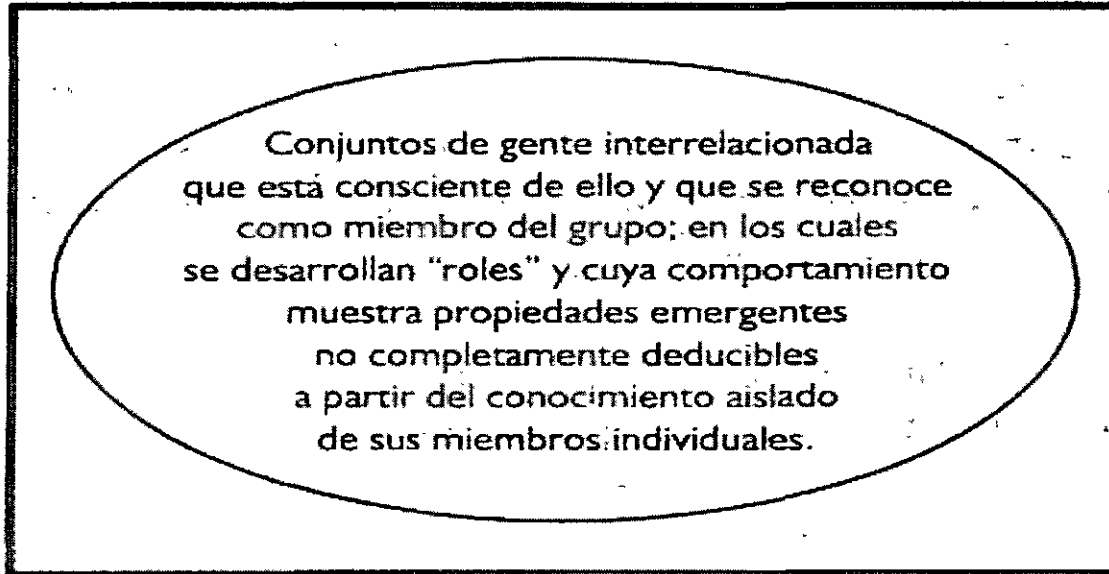 Conjuntos de gente interrelacionada
que está consciente de ello y que se reconoce
como miembro del grupo; en los cuales
se desarrollan "roles" y cuya comportamiento
muestra propiedades emergentes
no completamente deducibles
a partir del conocimiento aislado
de sus miembros individuales.